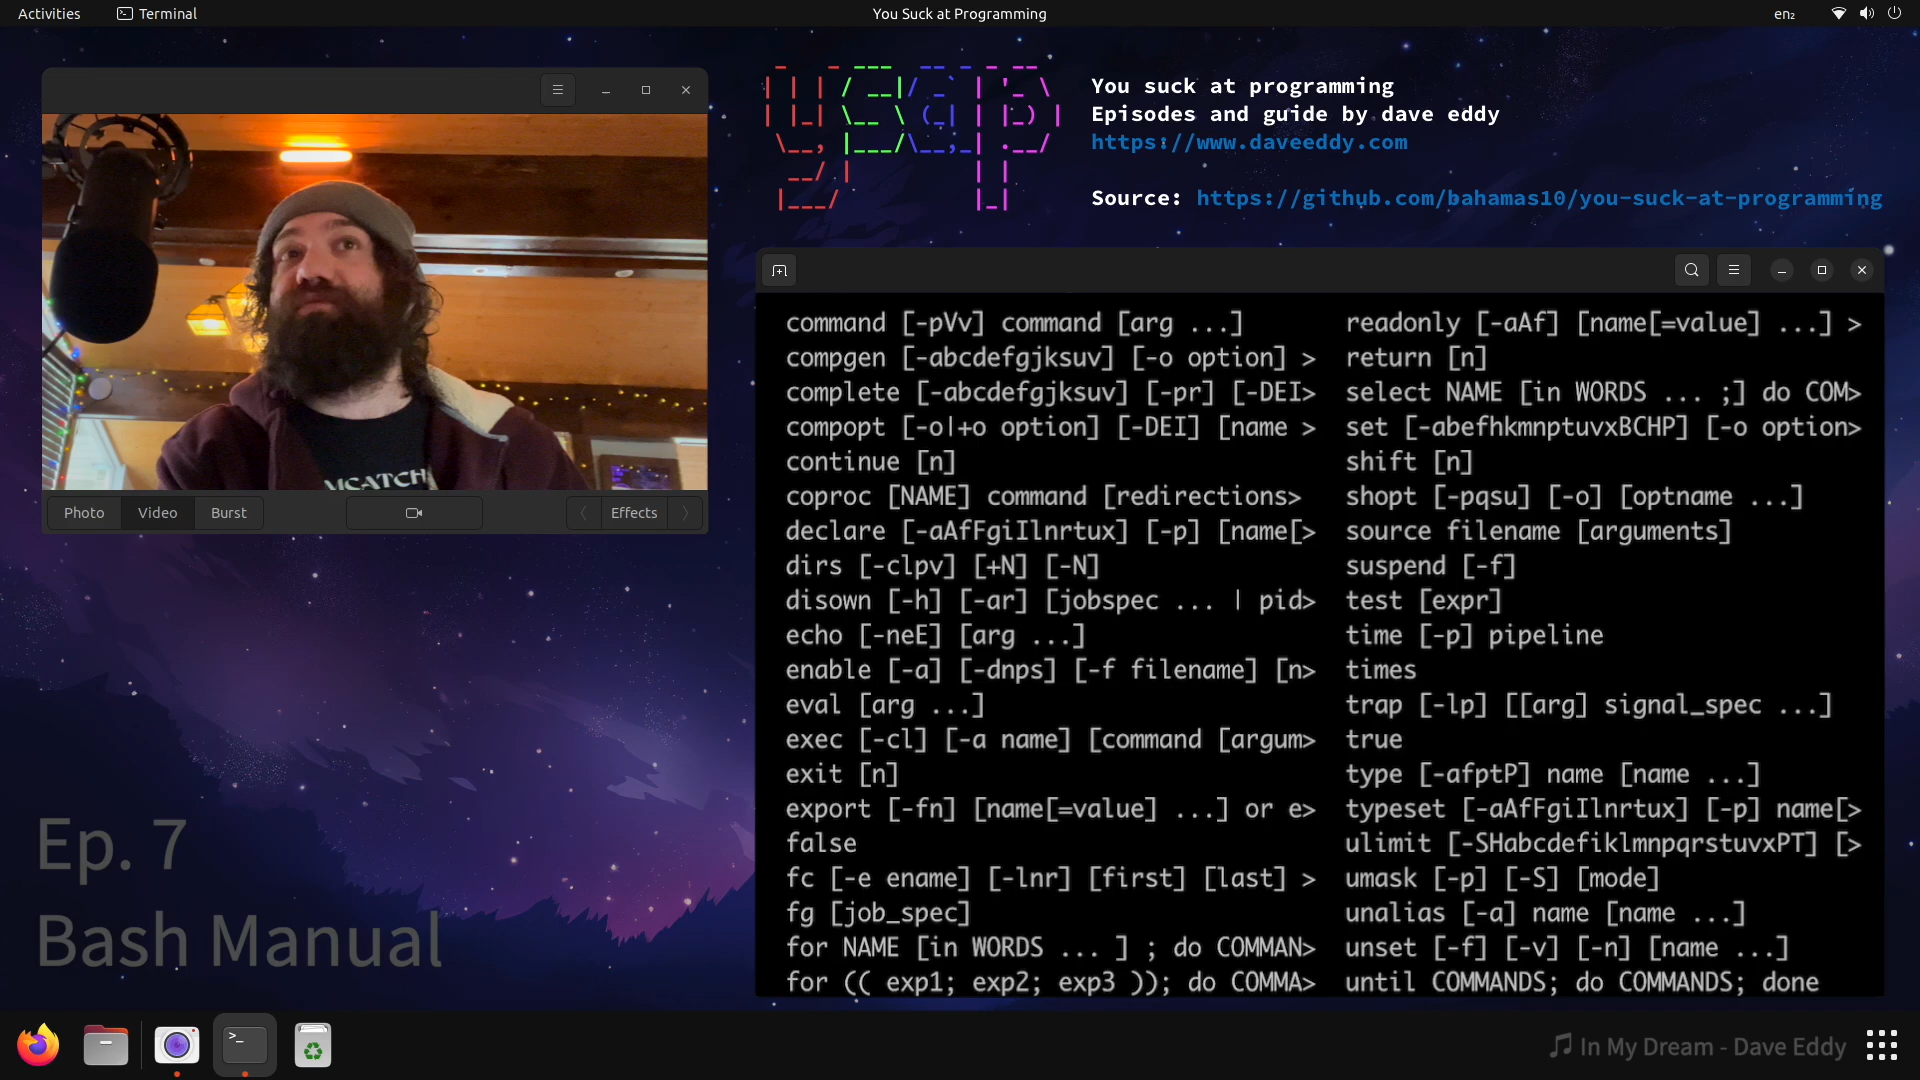 Activities
Terminal
You Suck at Programming
en₂
You suck at programming
Episodes and guide by dave eddy
https://www.daveeddy.com
Source: https://github.com/bahamas10/you-suck-at-programming
Photo
Video
Burst
Effects
command [-pVv] command [arg ...]
compgen [-abcdefgjksuv] [-o option] >
complete [-abcdefgjksuv] [-pr] [-DEI>
compopt [-o|+o option] [-DEI] [name >
continue [n]
coproc [NAME] command [redirections>
declare [-aAfFgiIlnrtux] [-p] [name[>
dirs [-clpv] [+N] [-N]
disown [-h] [-ar] [jobspec ... | pid>
echo [-neE] [arg ...]
enable [-a] [-dnps] [-f filename] [n>
eval [arg ...]
exec [-cl] [-a name] [command [argum>
exit [n]
export [-fn] [name[=value] ...] or e>
false
fc [-e ename] [-lnr] [first] [last] >
fg [job_spec]
for NAME [in WORDS ... ] ; do COMMAN>
for (( exp1; exp2; exp3 )); do COMMA>
readonly [-aAf] [name[=value] ...] >
return [n]
select NAME [in WORDS ... ;] do COM>
set [-abefhkmnptuvxBCHP] [-o option>
shift [n]
shopt [-pqsu] [-o] [optname ...]
source filename [arguments]
suspend [-f]
test [expr]
time [-p] pipeline
times
trap [-lp] [[arg] signal_spec ...]
true
type [-afptP] name [name ...]
typeset [-aAfFgiIlnrtux] [-p] name[>
ulimit [-SHabcdefiklmnpqrstuvxPT] [>
umask [-p] [-S] [mode]
unalias [-a] name [name ...]
unset [-f] [-v] [-n] [name ...]
until COMMANDS; do COMMANDS; done
Ep. 7
Bash Manual
In My Dream - Dave Eddy